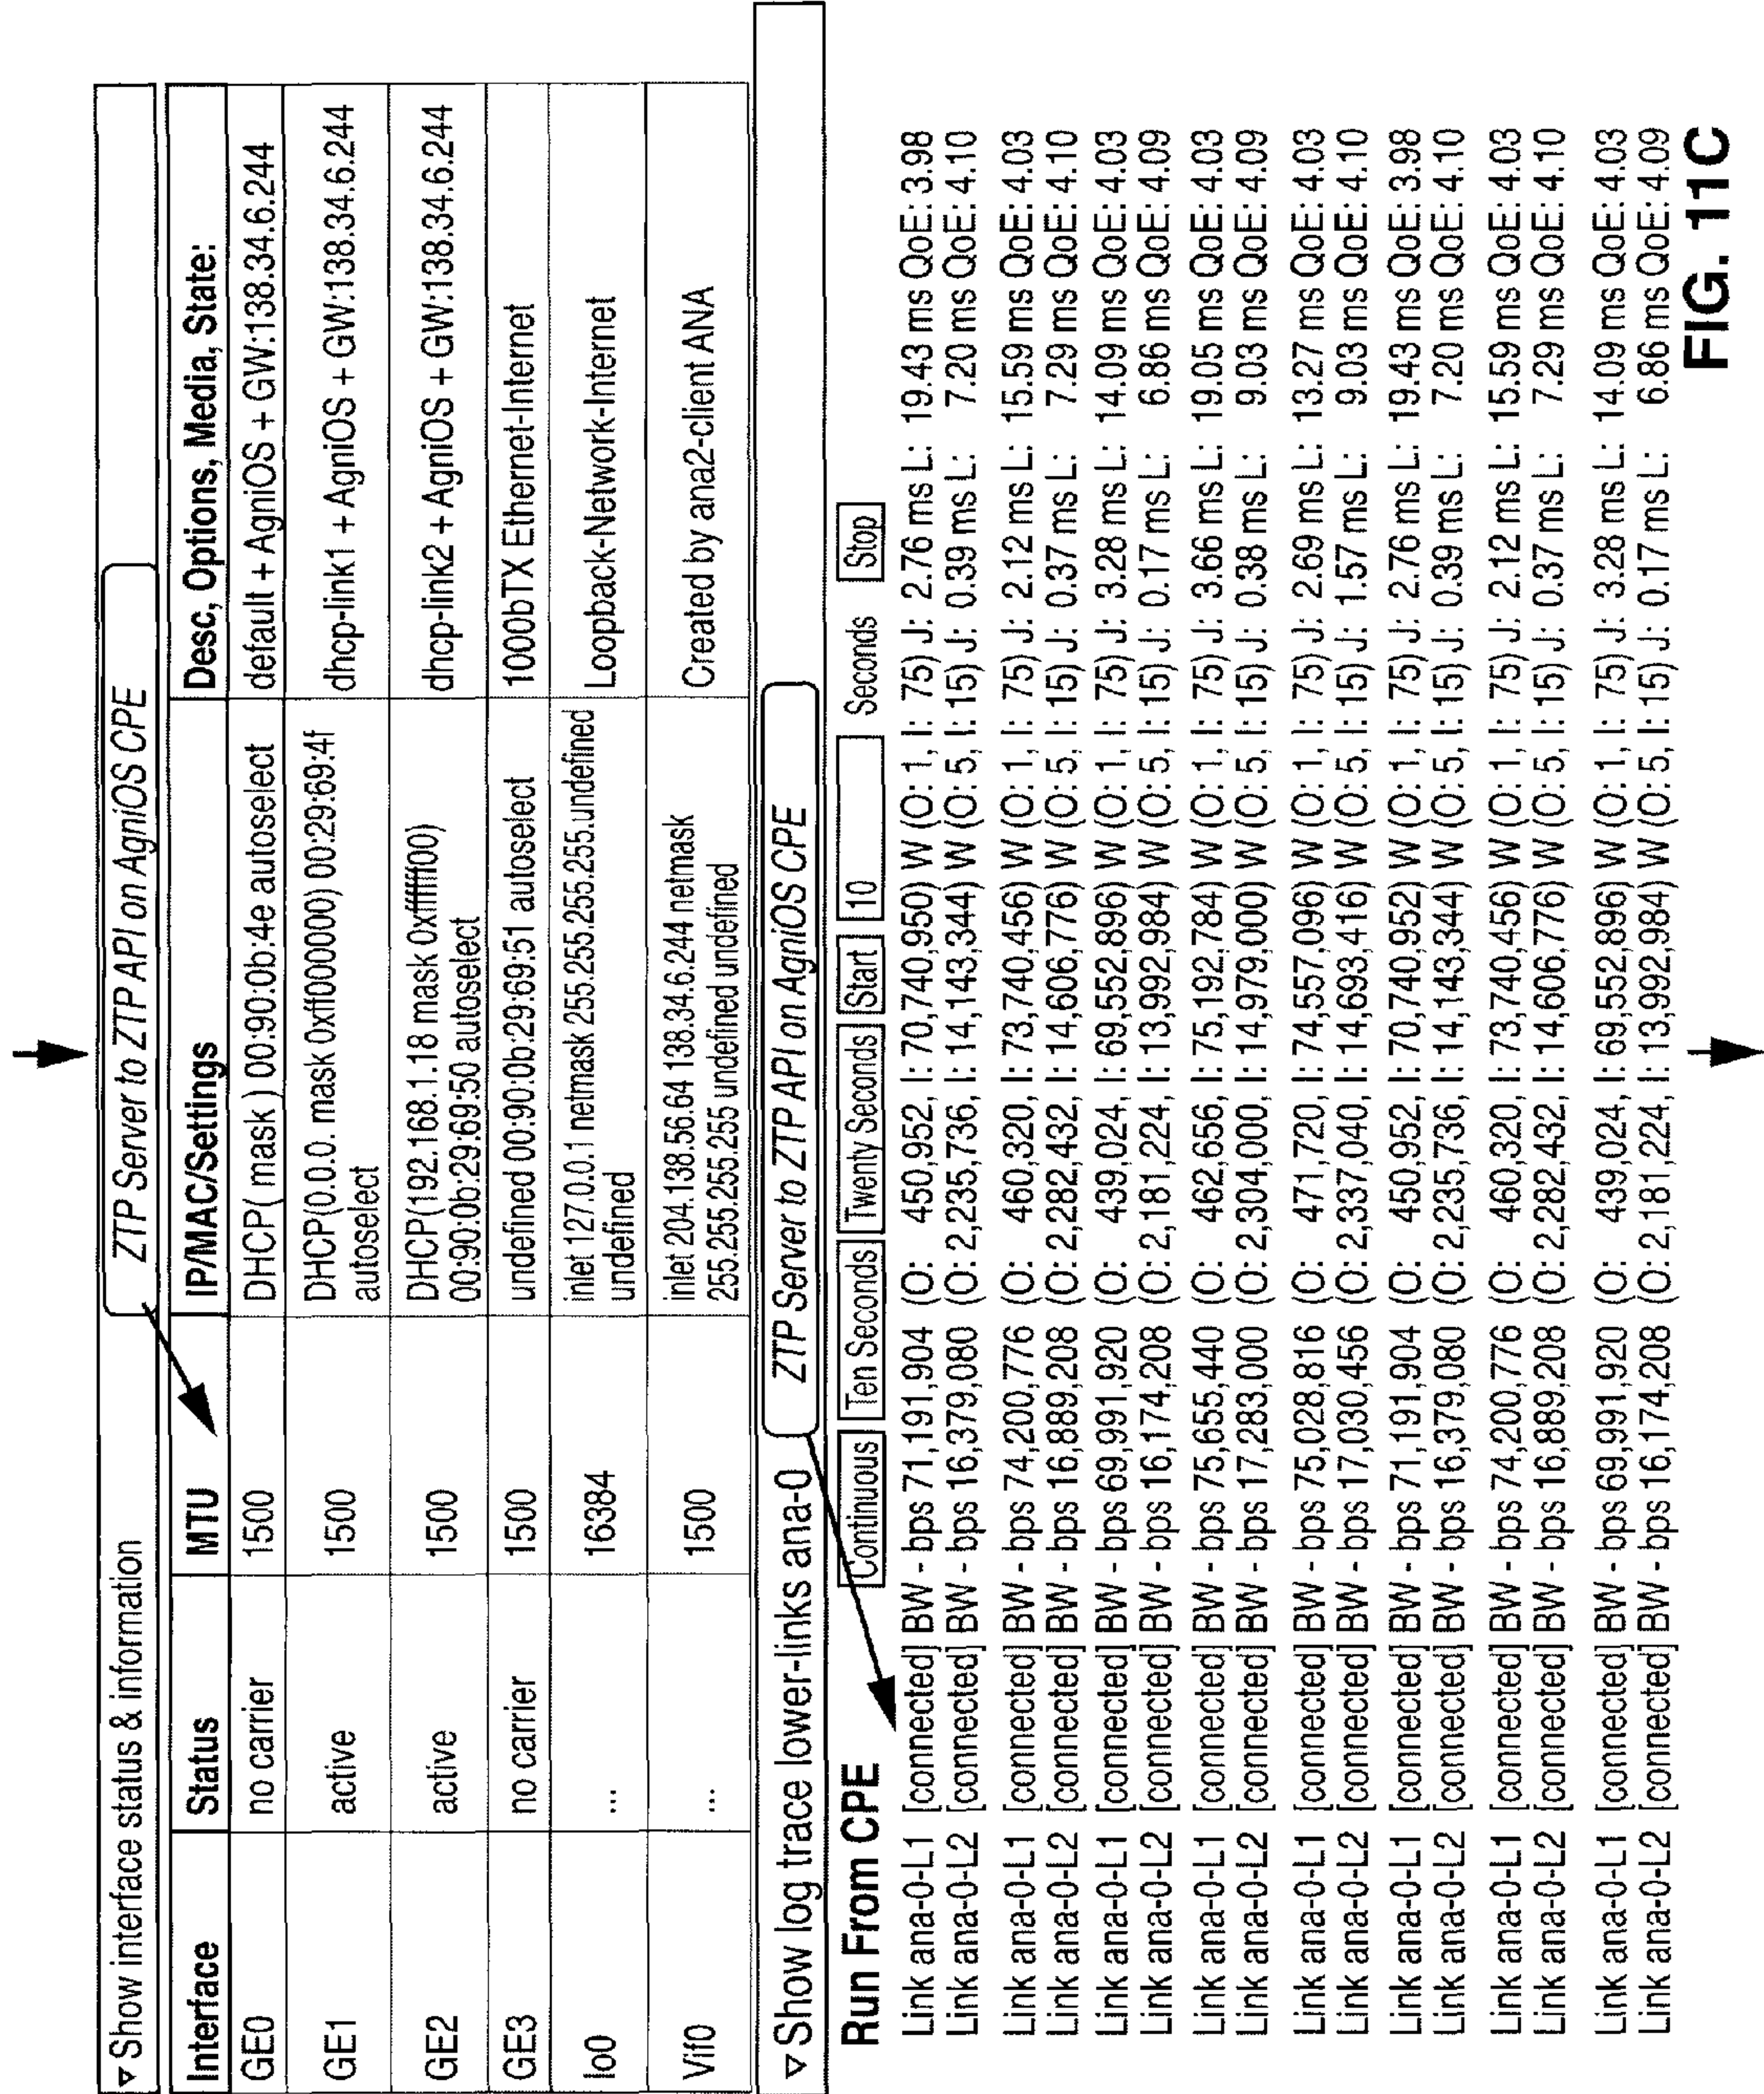 ▿ Show interface status & information
ZTP Server to ZTP API on AgniOS CPE
Interface Status MTU IP/MAC/Settings Desc, Options, Media, State:
GE0 no carrier 1500 DHCP( mask ) 00:90:0b:4e autoselect default + AgniOS + GW:138.34.6.244
GE1 active 1500 DHCP(0.0.0. mask 0xff000000) 00:29:69:4f dhcp-link1 + AgniOS + GW:138.34.6.244
autoselect
GE2 active 1500 DHCP(192.168.1.18 mask 0xffffff00) dhcp-link2 + AgniOS + GW:138.34.6.244
00:90:0b:29:69:50 autoselect
GE3 no carrier 1500 undefined 00:90:0b:29:69:51 autoselect 1000bTX Ethernet-Internet
lo0 ... 16384 inlet 127.0.0.1 netmask 255.255.255.255.undefined Loopback-Network-Internet
undefined
Vif0 ... 1500 inlet 204.138.56.64 138.34.6.244 netmask Created by ana2-client ANA
255.255.255.255 undefined undefined
▿ Show log trace lower-links ana-0
ZTP Server to ZTP API on AgniOS CPE
Run From CPE Continuous Ten Seconds Twenty Seconds Start 10 Seconds Stop
Link ana-0-L1 [connected] BW - bps 71,191,904 (O: 450,952, I: 70,740,950) W (O: 1, I: 75) J: 2.76 ms L: 19.43 ms QoE: 3.98
Link ana-0-L2 [connected] BW - bps 16,379,080 (O: 2,235,736, I: 14,143,344) W (O: 5, I: 15) J: 0.39 ms L: 7.20 ms QoE: 4.10
Link ana-0-L1 [connected] BW - bps 74,200,776 (O: 460,320, I: 73,740,456) W (O: 1, I: 75) J: 2.12 ms L: 15.59 ms QoE: 4.03
Link ana-0-L2 [connected] BW - bps 16,889,208 (O: 2,282,432, I: 14,606,776) W (O: 5, I: 15) J: 0.37 ms L: 7.29 ms QoE: 4.10
Link ana-0-L1 [connected] BW - bps 69,991,920 (O: 439,024, I: 69,552,896) W (O: 1, I: 75) J: 3.28 ms L: 14.09 ms QoE: 4.03
Link ana-0-L2 [connected] BW - bps 16,174,208 (O: 2,181,224, I: 13,992,984) W (O: 5, I: 15) J: 0.17 ms L: 6.86 ms QoE: 4.09
Link ana-0-L1 [connected] BW - bps 75,655,440 (O: 462,656, I: 75,192,784) W (O: 1, I: 75) J: 3.66 ms L: 19.05 ms QoE: 4.03
Link ana-0-L2 [connected] BW - bps 17,283,000 (O: 2,304,000, I: 14,979,000) W (O: 5, I: 15) J: 0.38 ms L: 9.03 ms QoE: 4.09
Link ana-0-L1 [connected] BW - bps 75,028,816 (O: 471,720, I: 74,557,096) W (O: 1, I: 75) J: 2.69 ms L: 13.27 ms QoE: 4.03
Link ana-0-L2 [connected] BW - bps 17,030,456 (O: 2,337,040, I: 14,693,416) W (O: 5, I: 15) J: 1.57 ms L: 9.03 ms QoE: 4.10
Link ana-0-L1 [connected] BW - bps 71,191,904 (O: 450,952, I: 70,740,952) W (O: 1, I: 75) J: 2.76 ms L: 19.43 ms QoE: 3.98
Link ana-0-L2 [connected] BW - bps 16,379,080 (O: 2,235,736, I: 14,143,344) W (O: 5, I: 15) J: 0.39 ms L: 7.20 ms QoE: 4.10
Link ana-0-L1 [connected] BW - bps 74,200,776 (O: 460,320, I: 73,740,456) W (O: 1, I: 75) J: 2.12 ms L: 15.59 ms QoE: 4.03
Link ana-0-L2 [connected] BW - bps 16,889,208 (O: 2,282,432, I: 14,606,776) W (O: 5, I: 15) J: 0.37 ms L: 7.29 ms QoE: 4.10
Link ana-0-L1 [connected] BW - bps 69,991,920 (O: 439,024, I: 69,552,896) W (O: 1, I: 75) J: 3.28 ms L: 14.09 ms QoE: 4.03
Link ana-0-L2 [connected] BW - bps 16,174,208 (O: 2,181,224, I: 13,992,984) W (O: 5, I: 15) J: 0.17 ms L: 6.86 ms QoE: 4.09
FIG. 11C